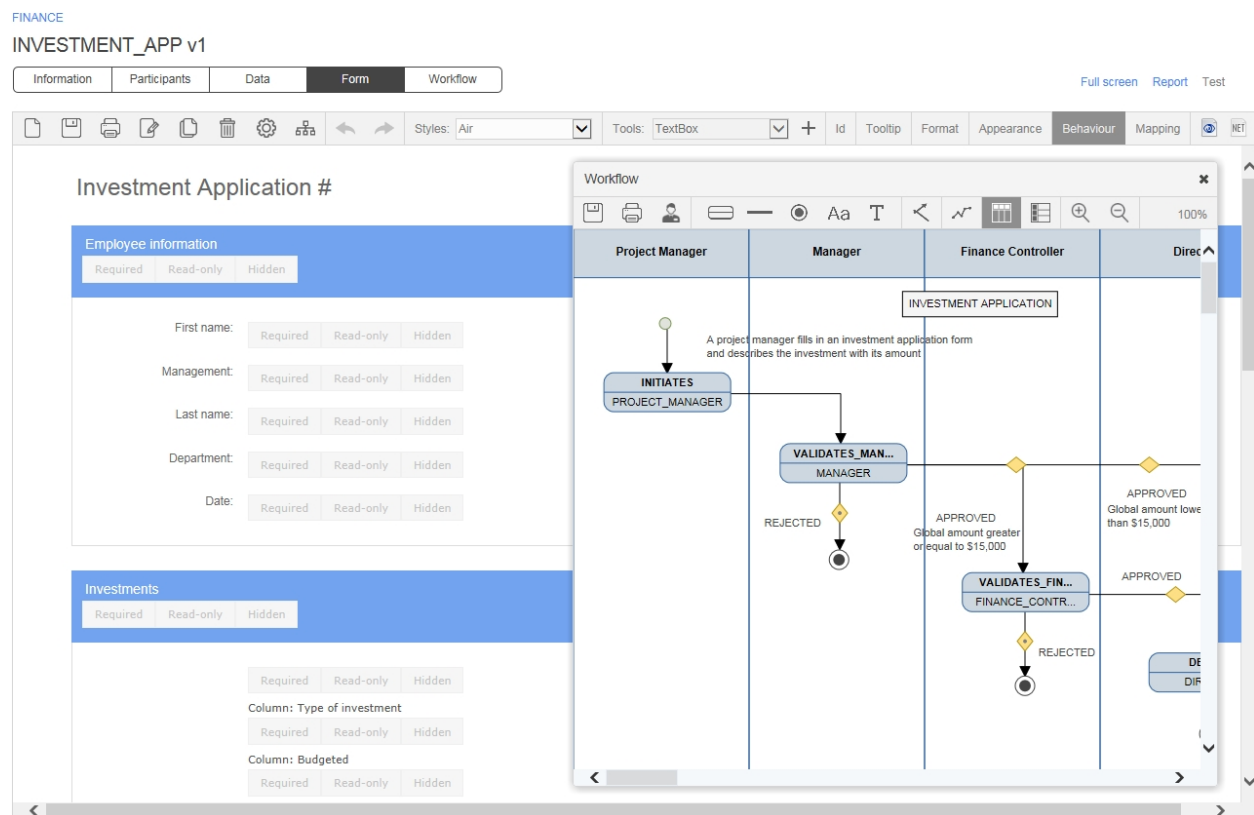 FINANCE
INVESTMENT_APP v1
Information Participants Data Form Workflow
Full screen Report Test
Styles: Air Tools: TextBox Id Tooltip Format Appearance Behaviour Mapping NET
Investment Application #
Employee information
Required Read-only Hidden
First name: Required Read-only Hidden
Management: Required Read-only Hidden
Last name: Required Read-only Hidden
Department: Required Read-only Hidden
Date: Required Read-only Hidden
Investments
Required Read-only Hidden
Required Read-only Hidden
Column: Type of investment
Required Read-only Hidden
Column: Budgeted
Required Read-only Hidden
Workflow
Aa T 100%
Project Manager Manager Finance Controller Direc
INVESTMENT APPLICATION
A project manager fills in an investment application form
and describes the investment with its amount
INITIATES
PROJECT_MANAGER
VALIDATES_MAN...
MANAGER
REJECTED
APPROVED
Global amount greater
or equal to $15,000
APPROVED
Global amount lowe
than $15,000
VALIDATES_FIN...
FINANCE_CONTR...
APPROVED
REJECTED
DE
DIR